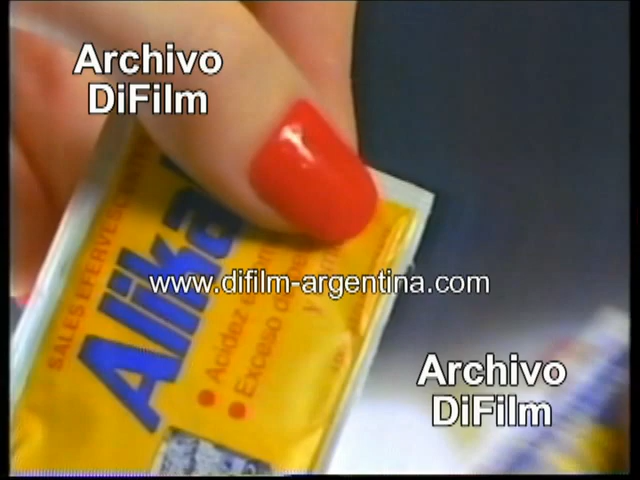 Archivo
DiFilm
SALES EFERVESCENTES
Alika
Acidez
Exceso
y
www.difilm-argentina.com
Archivo
DiFilm